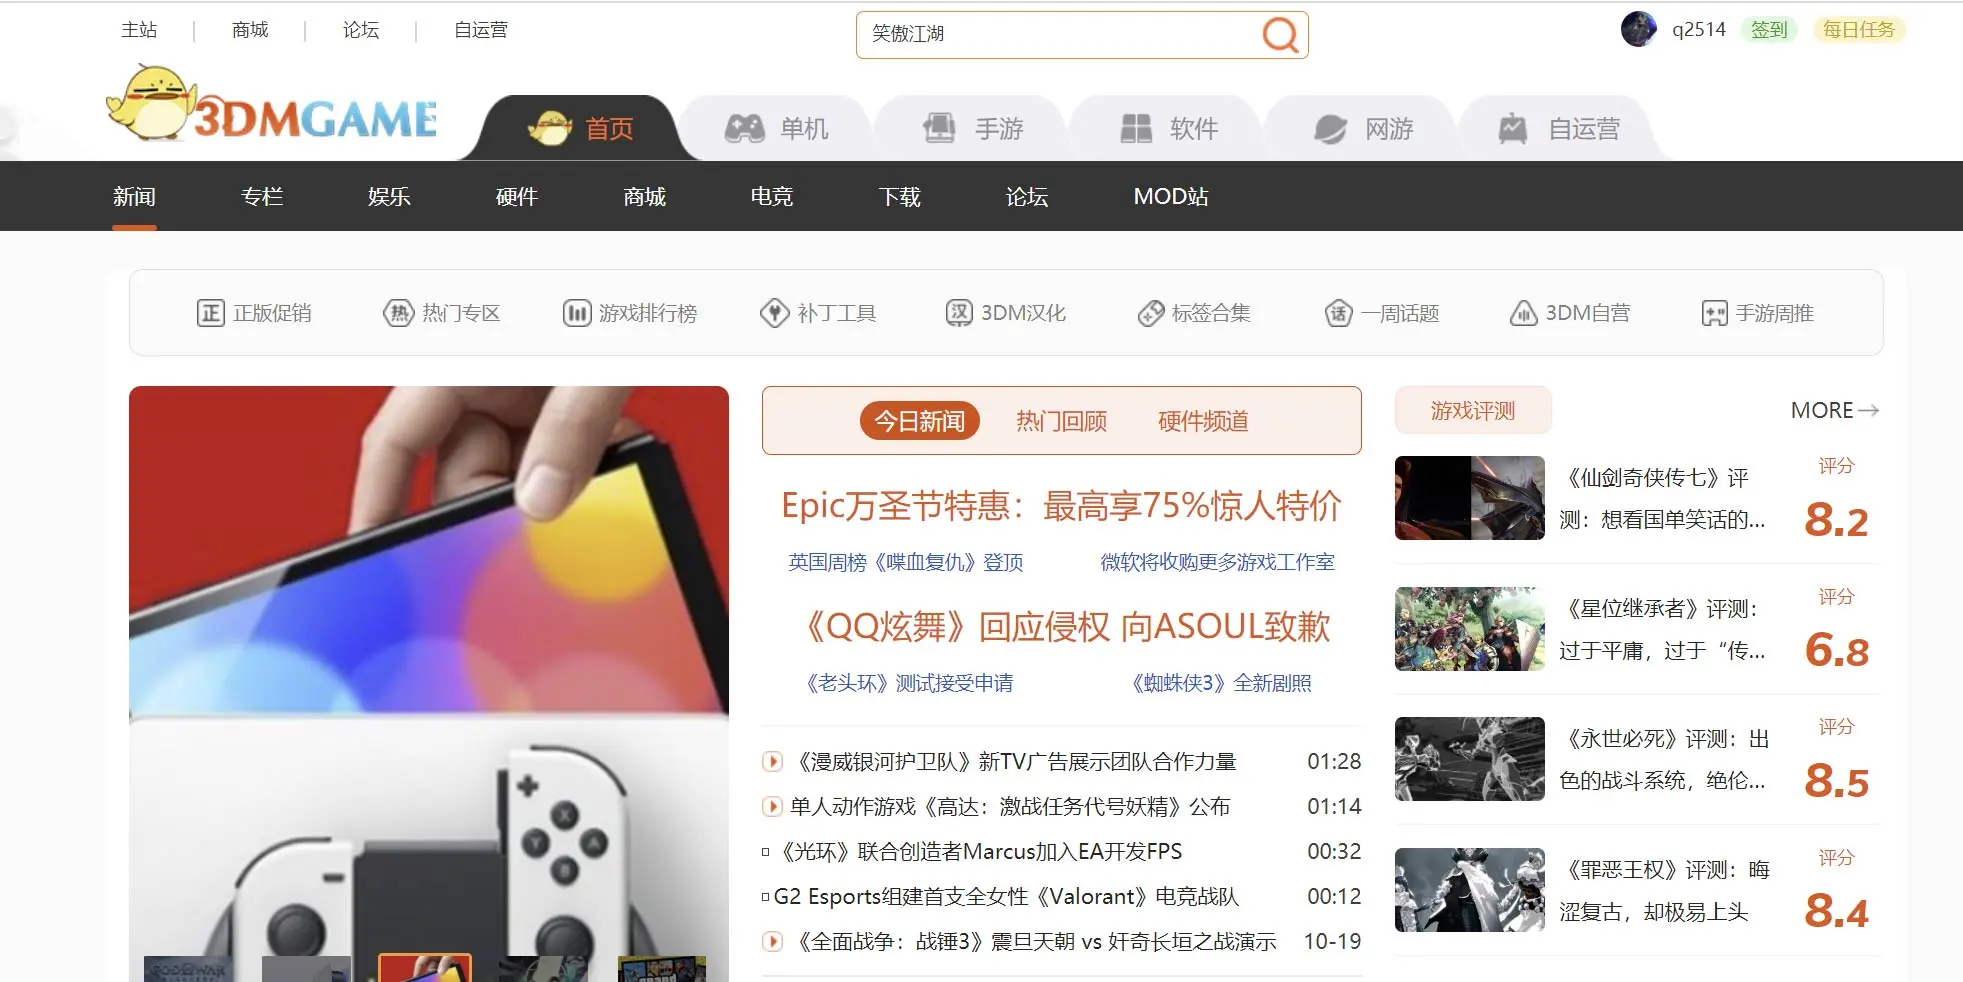 主站
商城
论坛
自运营
笑傲江湖
q2514
签到
每日任务
3DMGAME
首页
单机
手游
软件
网游
自运营
新闻
专栏
娱乐
硬件
商城
电竞
下载
论坛
MOD站
正版促销
热门专区
游戏排行榜
补丁工具
3DM汉化
标签合集
一周话题
3DM自营
手游周推
今日新闻
热门回顾
硬件频道
Epic万圣节特惠：最高享75%惊人特价
英国周榜《喋血复仇》登顶
微软将收购更多游戏工作室
《QQ炫舞》回应侵权 向ASOUL致歉
《老头环》测试接受申请
《蜘蛛侠3》全新剧照
《漫威银河护卫队》新TV广告展示团队合作力量 01:28
单人动作游戏《高达：激战任务代号妖精》公布 01:14
《光环》联合创造者Marcus加入EA开发FPS 00:32
G2 Esports组建首支全女性《Valorant》电竞战队 00:12
《全面战争：战锤3》震旦天朝 vs 奸奇长垣之战演示 10-19
游戏评测
MORE
《仙剑奇侠传七》评
测：想看国单笑话的...
评分
8.2
《星位继承者》评测：
过于平庸，过于“传...
评分
6.8
《永世必死》评测：出
色的战斗系统，绝伦...
评分
8.5
《罪恶王权》评测：晦
涩复古，却极易上头
评分
8.4
X
Y
A
B
GOD OF WAR